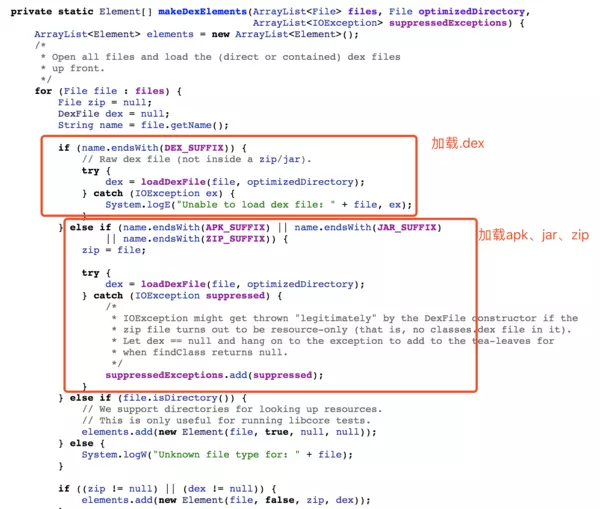 private static Element[] makeDexElements(ArrayList<File> files, File optimizedDirectory,
                                         ArrayList<IOException> suppressedExceptions) {
    ArrayList<Element> elements = new ArrayList<Element>();
    /*
     * Open all files and load the (direct or contained) dex files
     * up front.
     */
    for (File file : files) {
        File zip = null;
        DexFile dex = null;
        String name = file.getName();

        if (name.endsWith(DEX_SUFFIX)) {
加载.dex
            // Raw dex file (not inside a zip/jar).
            try {
                dex = loadDexFile(file, optimizedDirectory);
            } catch (IOException ex) {
                System.logE("Unable to load dex file: " + file, ex);
            }
        } else if (name.endsWith(APK_SUFFIX) || name.endsWith(JAR_SUFFIX)
加载apk、jar、zip
                || name.endsWith(ZIP_SUFFIX)) {
            zip = file;

            try {
                dex = loadDexFile(file, optimizedDirectory);
            } catch (IOException suppressed) {
                /*
                 * IOException might get thrown "legitimately" by the DexFile constructor if the
                 * zip file turns out to be resource-only (that is, no classes.dex file in it).
                 * Let dex == null and hang on to the exception to add to the tea-leaves for
                 * when findClass returns null.
                 */
                suppressedExceptions.add(suppressed);
            }
        } else if (file.isDirectory()) {
            // We support directories for looking up resources.
            // This is only useful for running libcore tests.
            elements.add(new Element(file, true, null, null));
        } else {
            System.logW("Unknown file type for: " + file);
        }

        if ((zip != null) || (dex != null)) {
            elements.add(new Element(file, false, zip, dex));